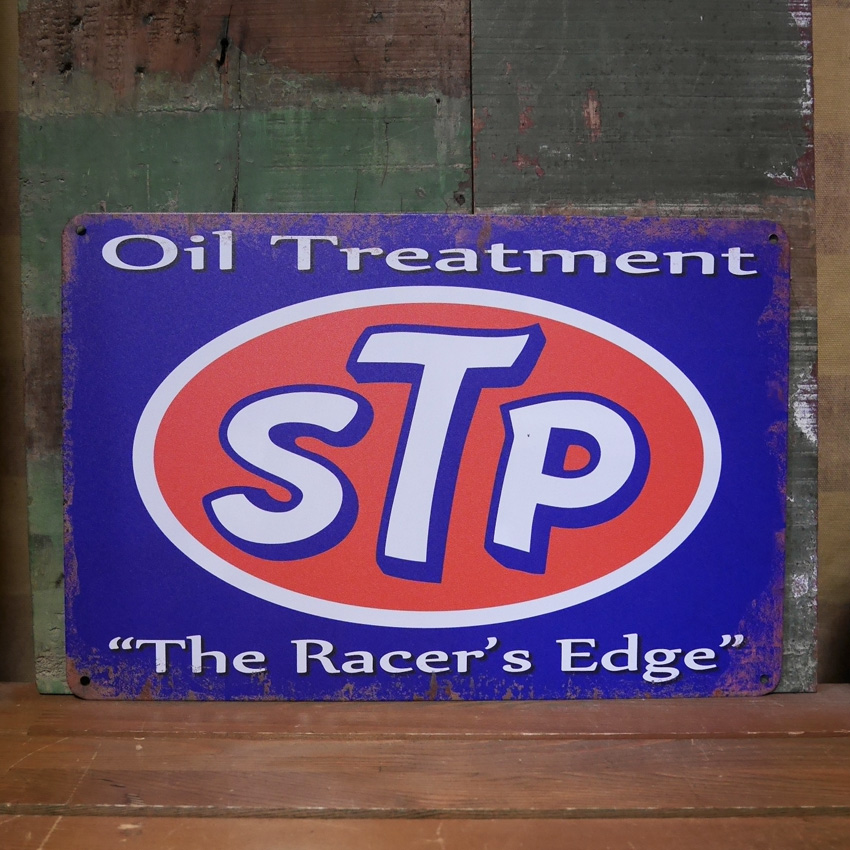 Oil Treatment
STP
“The Racer’s Edge”